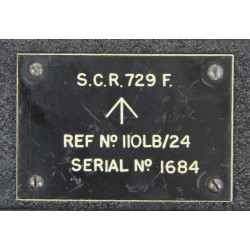 S.C.R. 729 F.
REF Nº 110LB/24
SERIAL Nº 1684